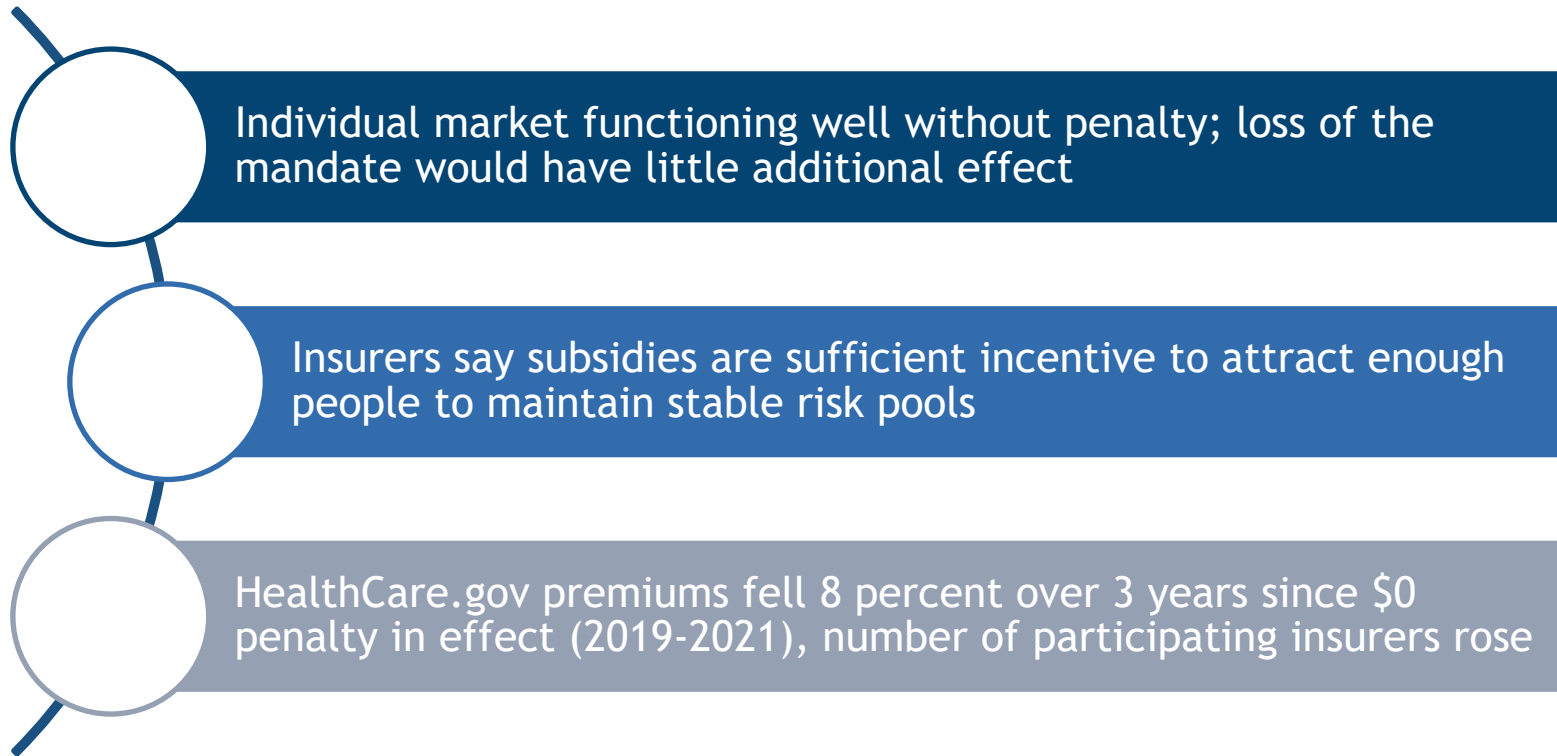 Individual market functioning well without penalty; loss of the
mandate would have little additional effect
Insurers say subsidies are sufficient incentive to attract enough
people to maintain stable risk pools
HealthCare.gov premiums fell 8 percent over 3 years since $0
penalty in effect (2019-2021), number of participating insurers rose